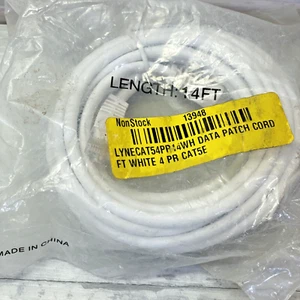 LENGTH: 14FT
NonStock 13948
LYNECAT54PR14WH DATA PATCH CORD
FT WHITE 4 PR CAT5E
MADE IN CHINA